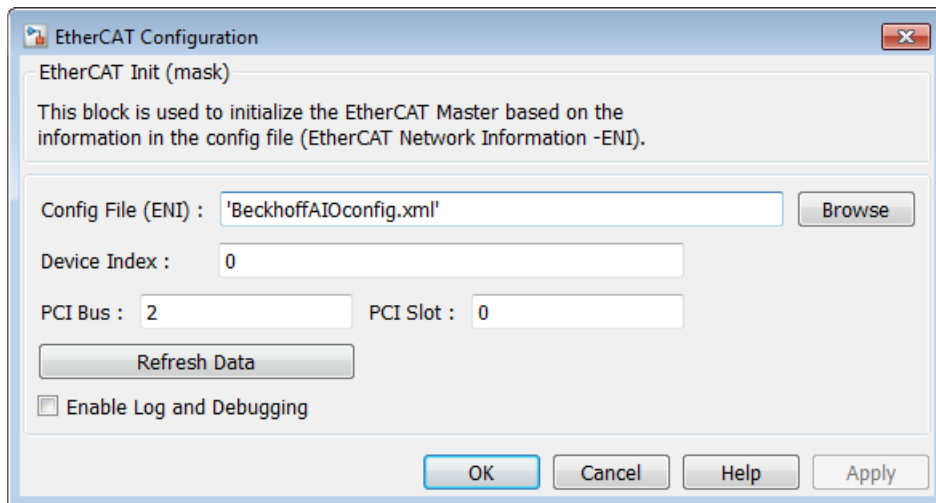 EtherCAT Configuration
EtherCAT Init (mask)
This block is used to initialize the EtherCAT Master based on the
information in the config file (EtherCAT Network Information -ENI).
Config File (ENI) : 'BeckhoffAIOconfig.xml' Browse
Device Index : 0
PCI Bus : 2 PCI Slot : 0
Refresh Data
Enable Log and Debugging
OK Cancel Help Apply